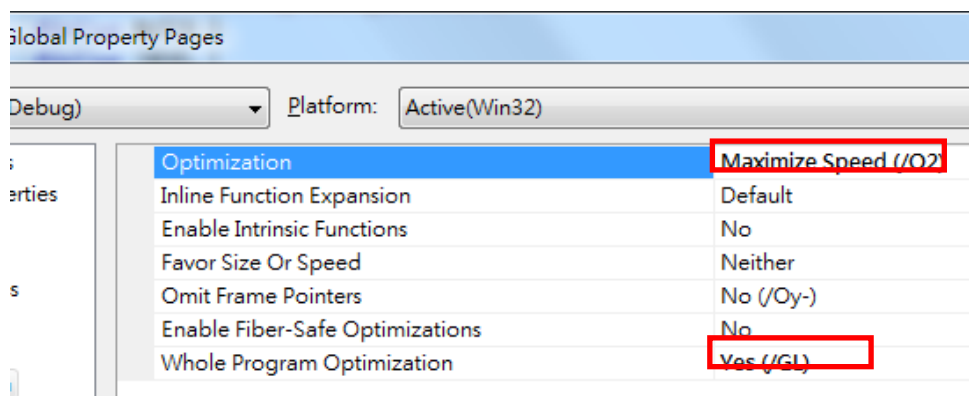 Global Property Pages
Debug) Platform: Active(Win32)
Optimization Maximize Speed (/O2)
erties Inline Function Expansion Default
Enable Intrinsic Functions No
Favor Size Or Speed Neither
s Omit Frame Pointers No (/Oy-)
Enable Fiber-Safe Optimizations No
Whole Program Optimization Yes (/GL)